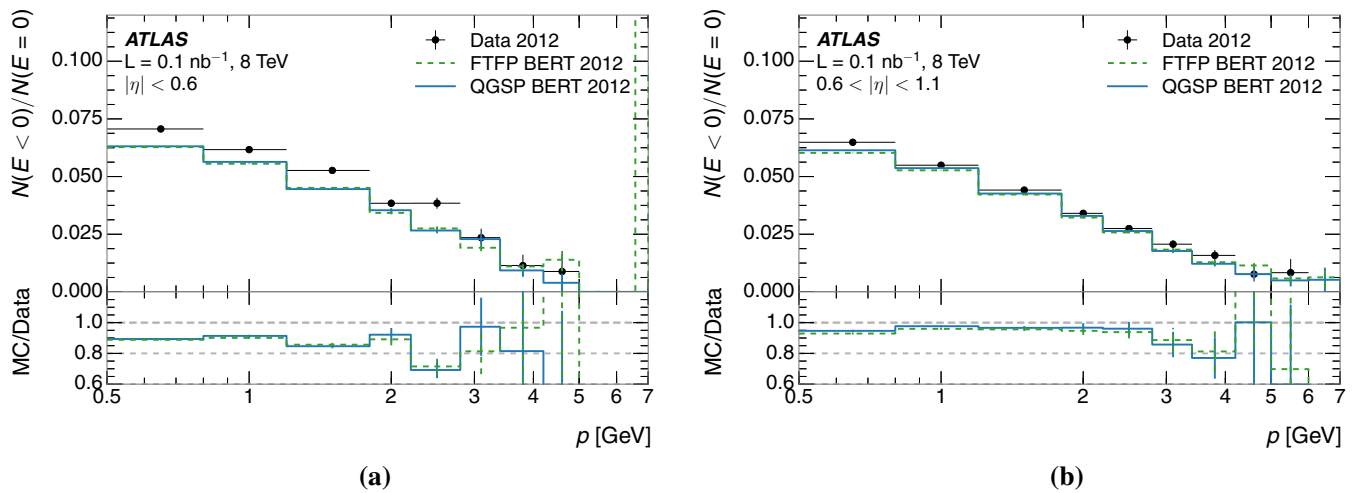 N(E < 0)/N(E = 0)
0.100
0.075
0.050
0.025
0.000
ATLAS
L = 0.1 nb⁻¹, 8 TeV
|η| < 0.6
Data 2012
FTFP BERT 2012
QGSP BERT 2012
MC/Data
1.0
0.8
0.6
0.5 1 2 3 4 5 6 7
p [GeV]
(a)
N(E < 0)/N(E = 0)
0.100
0.075
0.050
0.025
0.000
ATLAS
L = 0.1 nb⁻¹, 8 TeV
0.6 < |η| < 1.1
Data 2012
FTFP BERT 2012
QGSP BERT 2012
MC/Data
1.0
0.8
0.6
0.5 1 2 3 4 5 6 7
p [GeV]
(b)